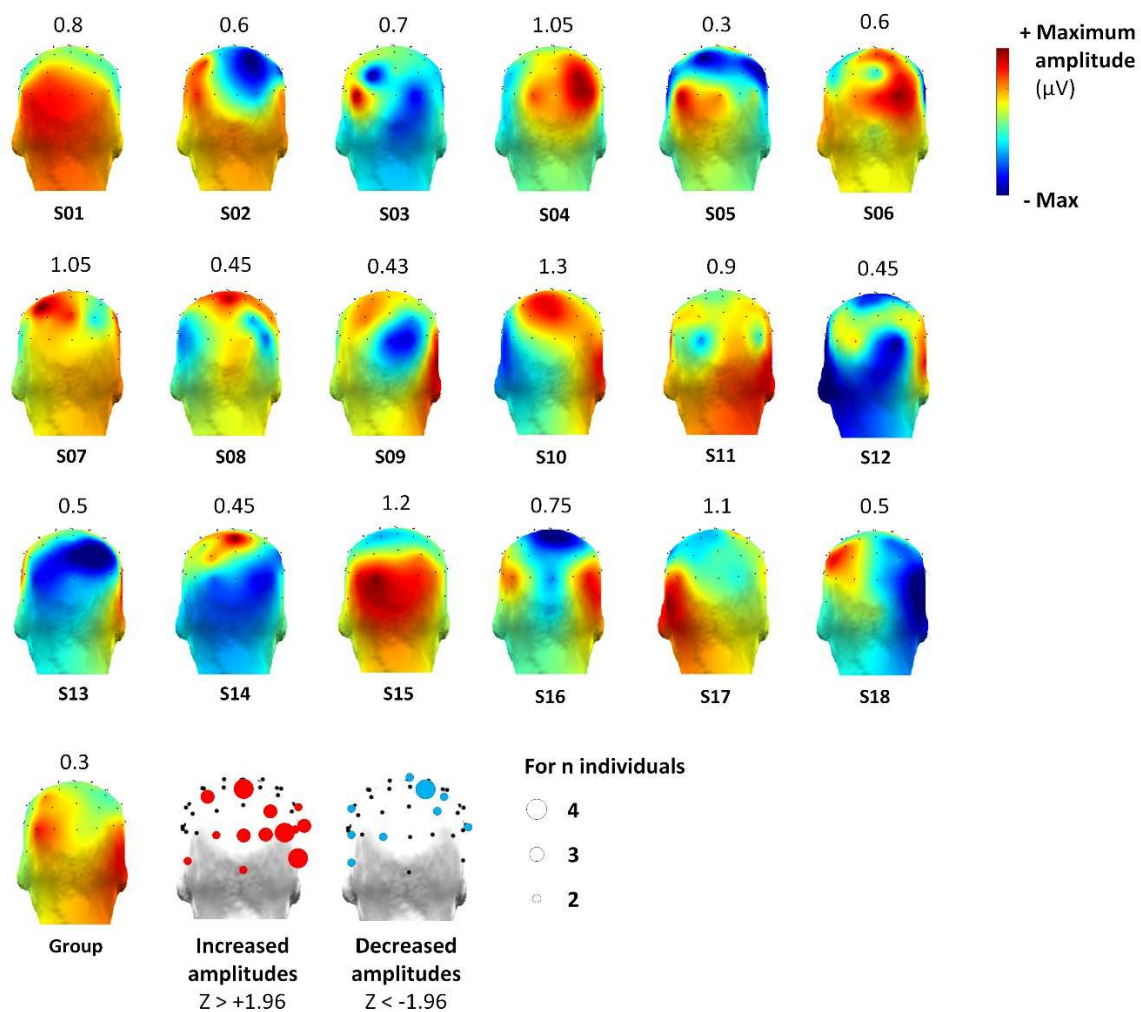 0.8 0.6 0.7 1.05 0.3 0.6
+ Maximum
amplitude
(µV)
- Max
S01 S02 S03 S04 S05 S06
1.05 0.45 0.43 1.3 0.9 0.45
S07 S08 S09 S10 S11 S12
0.5 0.45 1.2 0.75 1.1 0.5
S13 S14 S15 S16 S17 S18
0.3
For n individuals
4
3
2
Group
Increased
amplitudes
Z > +1.96
Decreased
amplitudes
Z < -1.96